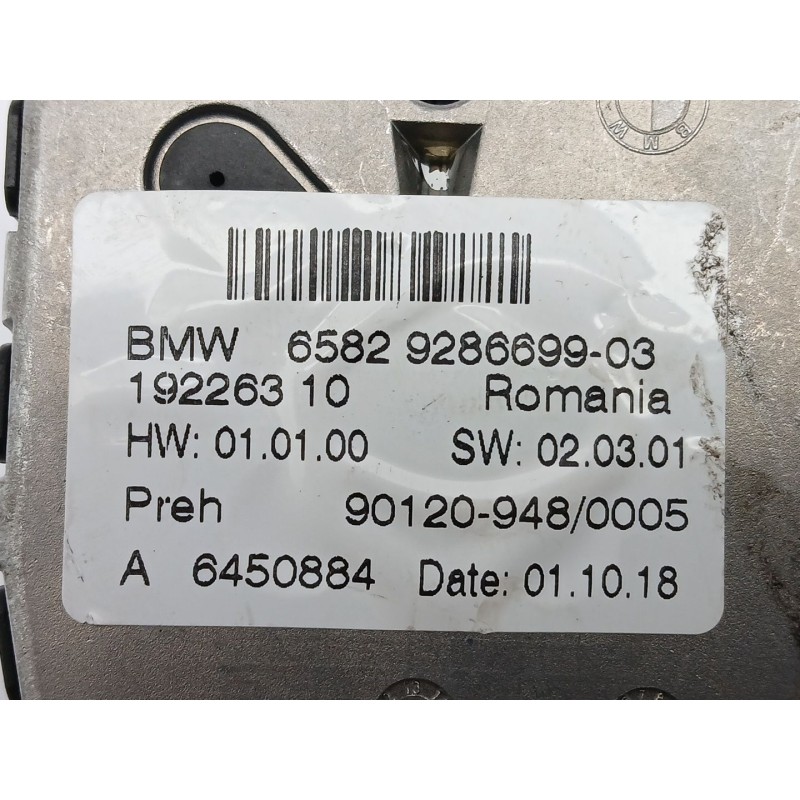 BMW
BMW 6582 9286699-03
192263 10 Romania
HW: 01.01.00 SW: 02.03.01
Preh 90120-948/0005
A 6450884 Date: 01.10.18